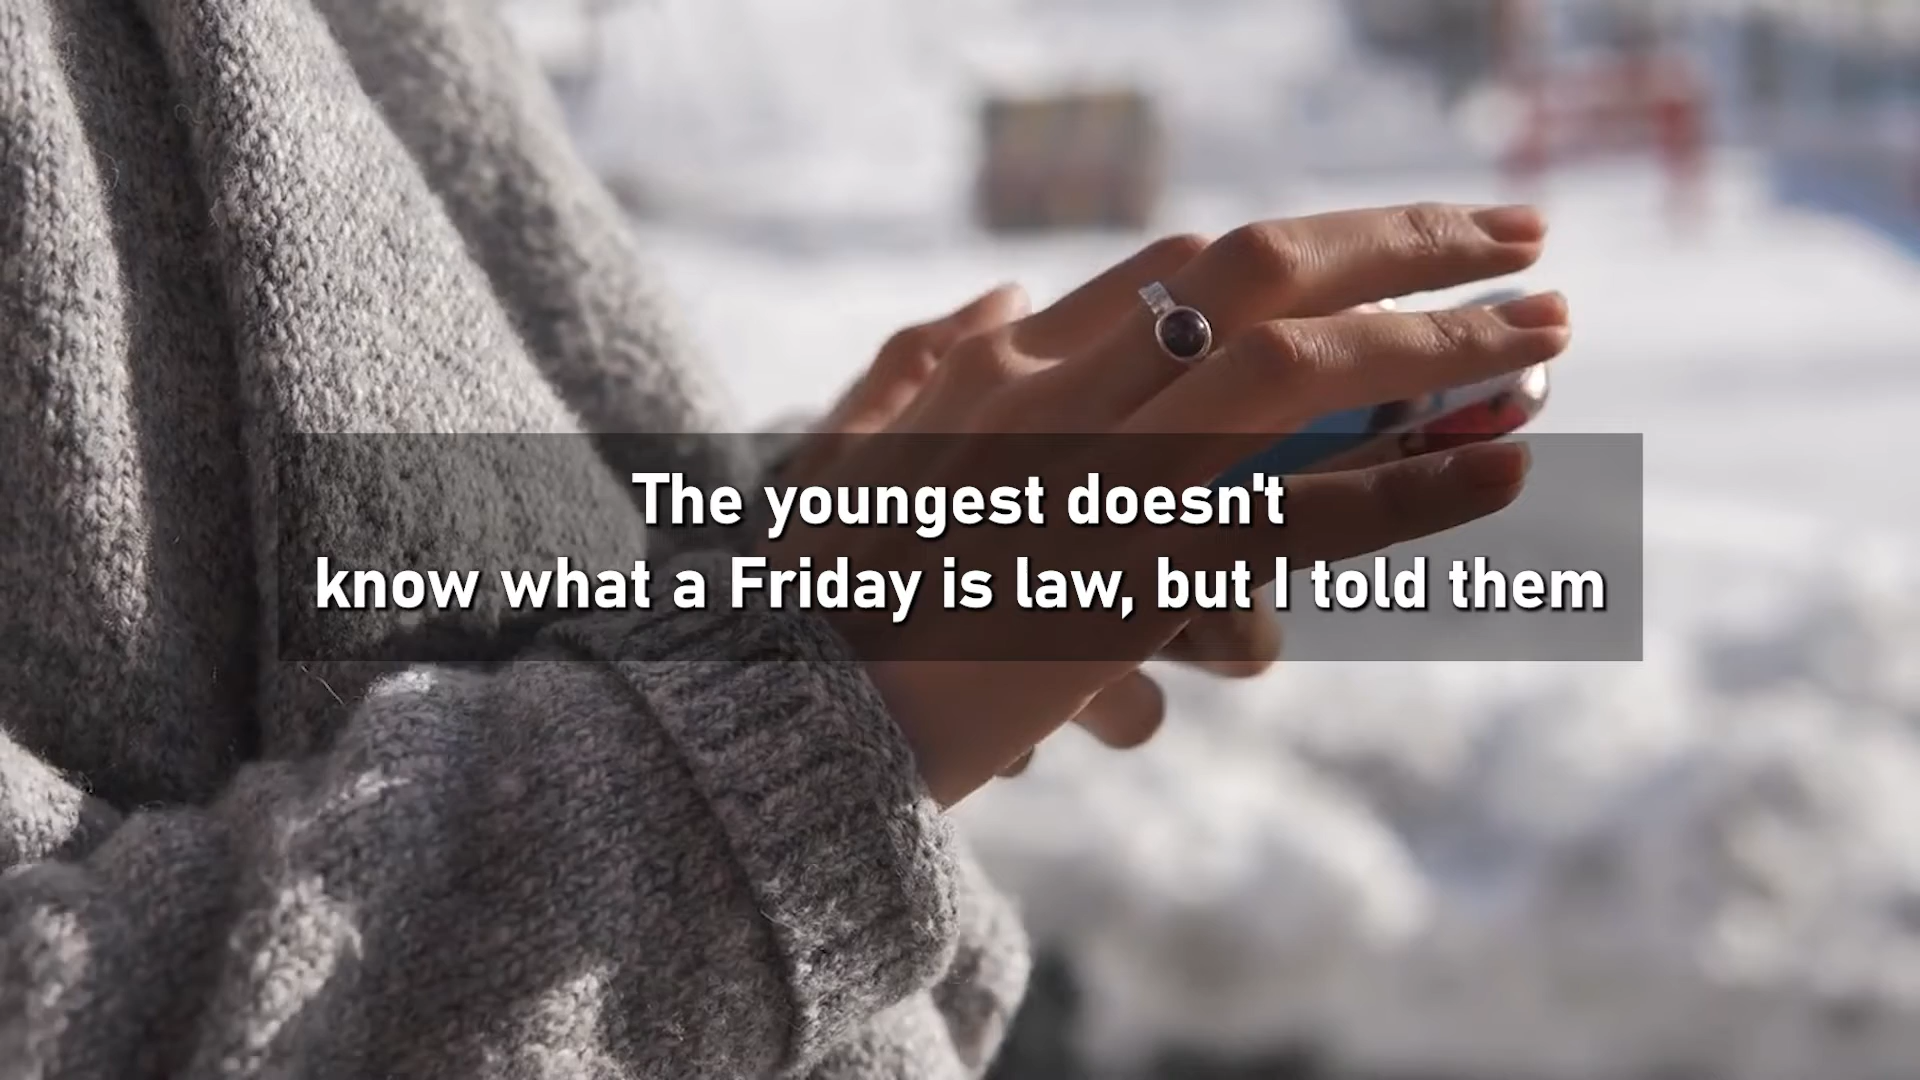 The youngest doesn't
know what a Friday is law, but I told them